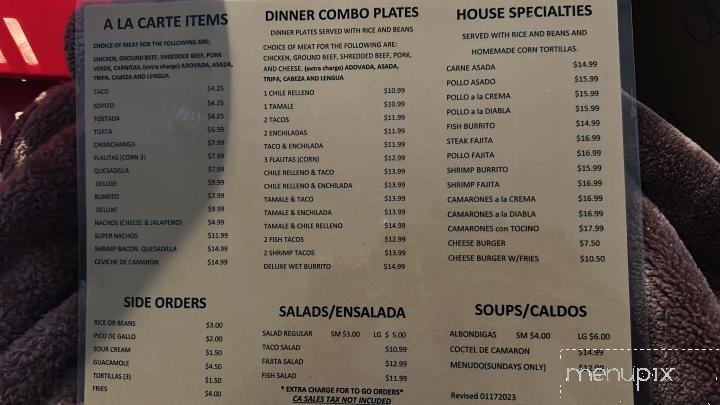 A LA CARTE ITEMS
CHOICE OF MEAT FOR THE FOLLOWING ARE;
CHICKEN, GROUND BEEF, SHREDDED BEEF, PORK
VERDE, CARNITAS, (extra charge) ADOVADA, ASADA,
TRIPA, CABEZA AND LENGUA
TACO $4.25
SOPITO $4.25
TOSTADA $4.25
TORTA $6.99
CHIMICHANGA $7.99
FLAUTAS (CORN 3) $7.99
QUESADILLA $7.99
DELUXE $9.99
BURRITO $7.99
DELUXE $9.99
NACHOS (CHEESE & JALAPENO) $4.99
SUPER NACHOS $11.99
SHRIMP BACON QUESADILLA $14.99
CEVICHE DE CAMARON $14.99
SIDE ORDERS
RICE OR BEANS $3.00
PICO DE GALLO $2.00
SOUR CREAM $1.50
GUACAMOLE $4.50
TORTILLAS (3) $1.50
FRIES $4.00
DINNER COMBO PLATES
DINNER PLATES SERVED WITH RICE AND BEANS
CHOICE OF MEAT FOR THE FOLLOWING ARE:
CHICKEN, GROUND BEEF, SHREDDED BEEF, PORK,
AND CHEESE. (extra charge) ADOVADA, ASADA,
TRIPA, CABEZA AND LENGUA
1 CHILE RELLENO $10.99
1 TAMALE $10.99
2 TACOS $11.99
2 ENCHILADAS $11.99
TACO & ENCHILADA $11.99
3 FLAUTAS (CORN) $12.99
CHILE RELLENO & TACO $13.99
CHILE RELLENO & ENCHILADA $13.99
TAMALE & TACO $13.99
TAMALE & ENCHILADA $13.99
TAMALE & CHILE RELLENO $14.99
2 FISH TACOS $12.99
2 SHRIMP TACOS $13.99
DELUXE WET BURRITO $14.99
SALADS/ENSALADA
SALAD REGULAR SM $3.00 LG $ 5.00
TACO SALAD $10.99
FAJITA SALAD $12.99
FISH SALAD $11.99
* EXTRA CHARGE FOR TO GO ORDERS*
CA SALES TAX NOT INCLUDED
HOUSE SPECIALTIES
SERVED WITH RICE AND BEANS AND
HOMEMADE CORN TORTILLAS.
CARNE ASADA $14.99
POLLO ASADO $15.99
POLLO a la CREMA $15.99
POLLO a la DIABLA $15.99
FISH BURRITO $14.99
STEAK FAJITA $16.99
POLLO FAJITA $16.99
SHRIMP BURRITO $15.99
SHRIMP FAJITA $16.99
CAMARONES a la CREMA $16.99
CAMARONES a la DIABLA $16.99
CAMARONES con TOCINO $17.99
CHEESE BURGER $7.50
CHEESE BURGER W/FRIES $10.50
SOUPS/CALDOS
ALBONDIGAS SM $4.00 LG $6.00
COCTEL DE CAMARON $14.99
MENUDO(SUNDAYS ONLY)
menupix
Revised 01172023